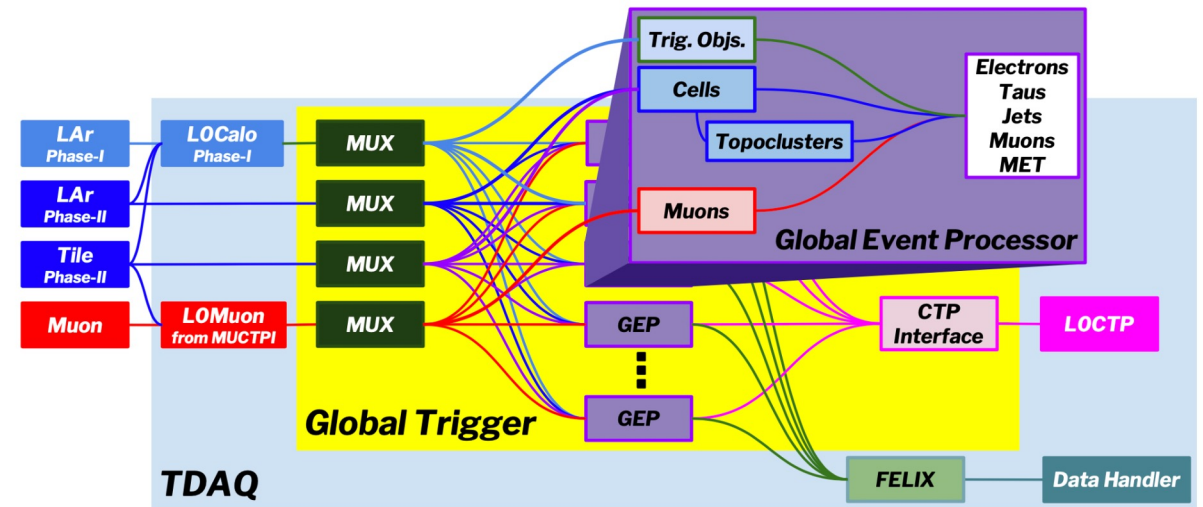 Trig. Objs.
Cells
Topoclusters
Muons
Electrons
Taus
Jets
Muons
MET
Global Event Processor
LAr
Phase-I
L0Calo
Phase-I
MUX
LAr
Phase-II
MUX
Tile
Phase-II
MUX
Muon
L0Muon
from MUCTPI
MUX
GEP
CTP
Interface
L0CTP
GEP
Global Trigger
TDAQ
FELIX
Data Handler